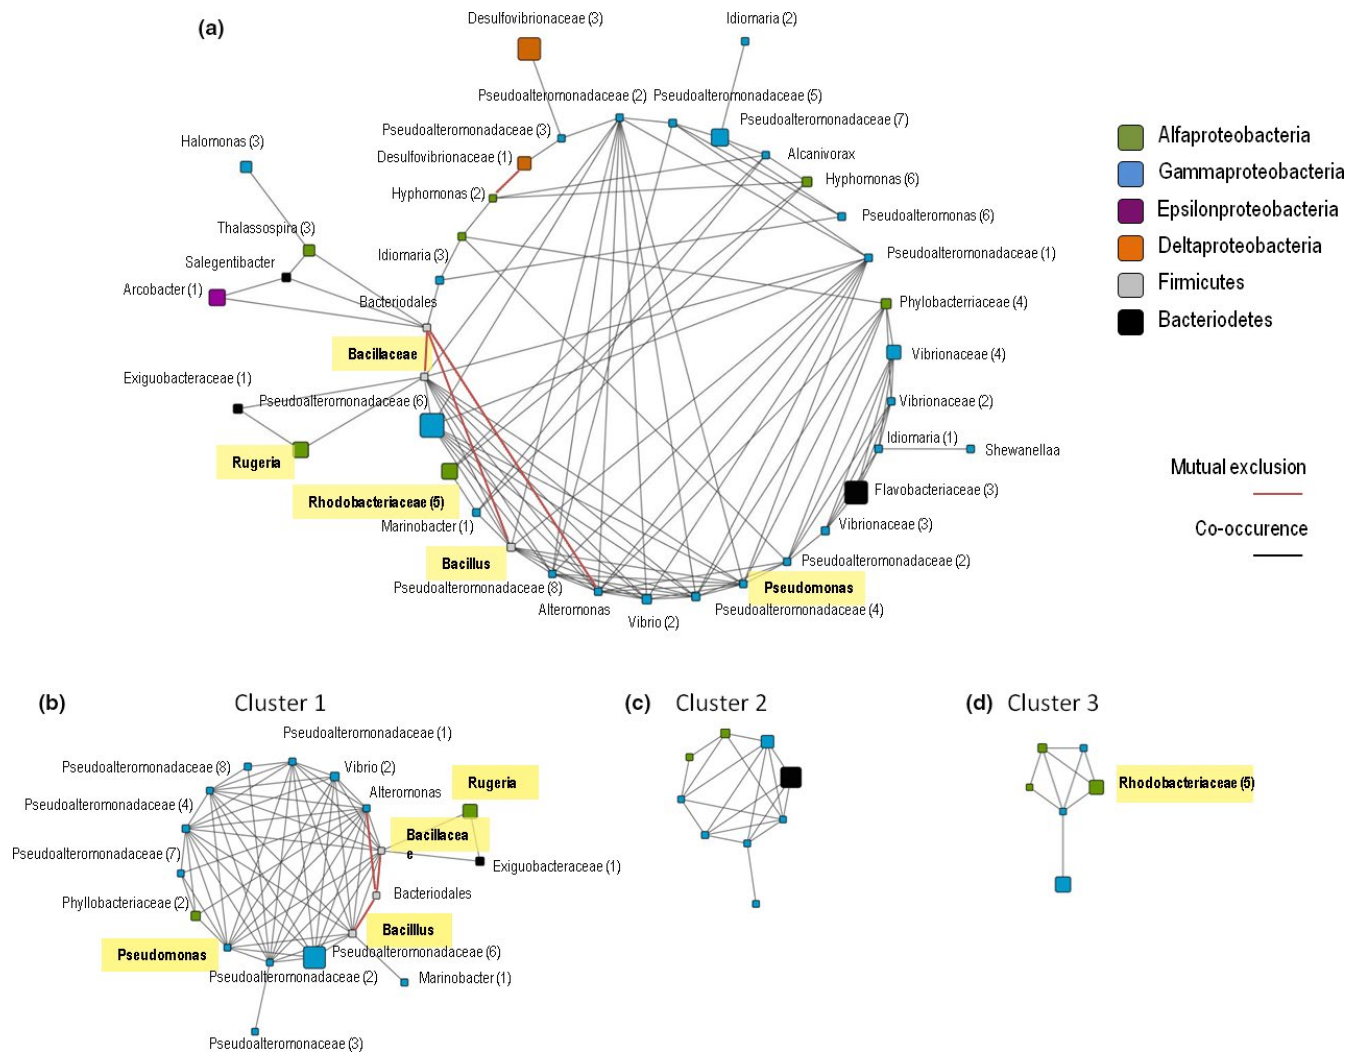 (a)
Desulfovibrionaceae (3)
Idiomaria (2)
Pseudoalteromonadaceae (2)
Pseudoalteromonadaceae (5)
Pseudoalteromonadaceae (3)
Pseudoalteromonadaceae (7)
Halomonas (3)
Desulfovibrionaceae (1)
Alcanivorax
Hyphomonas (2)
Hyphomonas (6)
Thalassospira (3)
Pseudoalteromonas (6)
Salegentibacter
Idiomaria (3)
Pseudoalteromonadaceae (1)
Arcobacter (1)
Bacteriodales
Phylobacterriaceae (4)
Bacillaceae
Vibrionaceae (4)
Exiguobacteraceae (1)
Pseudoalteromonadaceae (6)
Vibrionaceae (2)
Idiomaria (1)
Shewanellaa
Rugeria
Flavobacteriaceae (3)
Rhodobacteriaceae (5)
Marinobacter (1)
Vibrionaceae (3)
Bacillus
Pseudoalteromonadaceae (2)
Pseudoalteromonadaceae (8)
Pseudomonas
Alteromonas
Pseudoalteromonadaceae (4)
Vibrio (2)
Alfaproteobacteria
Gammaproteobacteria
Epsilonproteobacteria
Deltaproteobacteria
Firmicutes
Bacteriodetes
Mutual exclusion
Co-occurence
(b)
Cluster 1
Pseudoalteromonadaceae (1)
Pseudoalteromonadaceae (8)
Vibrio (2)
Rugeria
Alteromonas
Pseudoalteromonadaceae (4)
Bacillacea
e
Pseudoalteromonadaceae (7)
Exiguobacteraceae (1)
Bacteriodales
Phyllobacteriaceae (2)
Bacilllus
Pseudomonas
Pseudoalteromonadaceae (6)
Pseudoalteromonadaceae (2)
Marinobacter (1)
Pseudoalteromonaceae (3)
(c)
Cluster 2
(d)
Cluster 3
Rhodobacteriaceae (5)